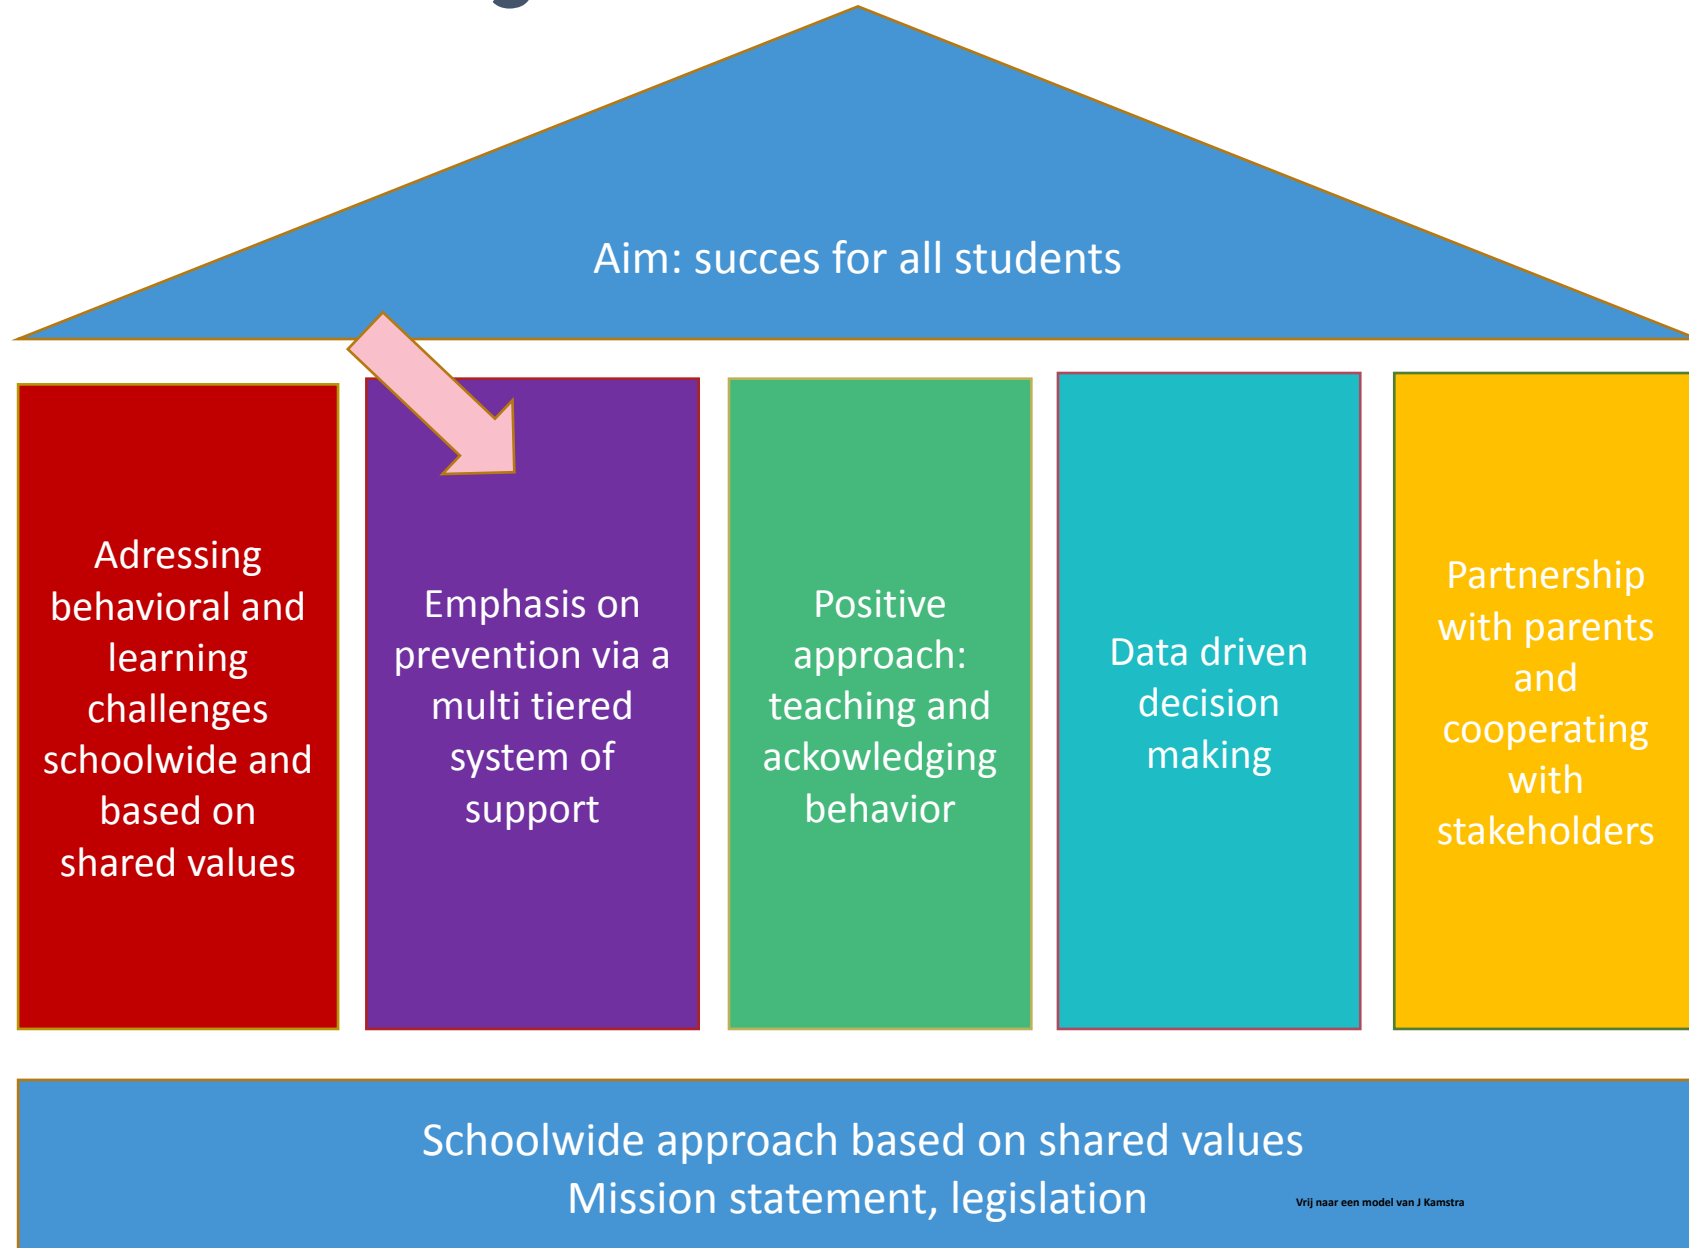 Aim: succes for all students
Adressing
behavioral and
learning
challenges
schoolwide and
based on
shared values
Emphasis on
prevention via a
multi tiered
system of
support
Positive
approach:
teaching and
ackowledging
behavior
Data driven
decision
making
Partnership
with parents
and
cooperating
with
stakeholders
Schoolwide approach based on shared values
Mission statement, legislation
Vrij naar een model van J Kamstra